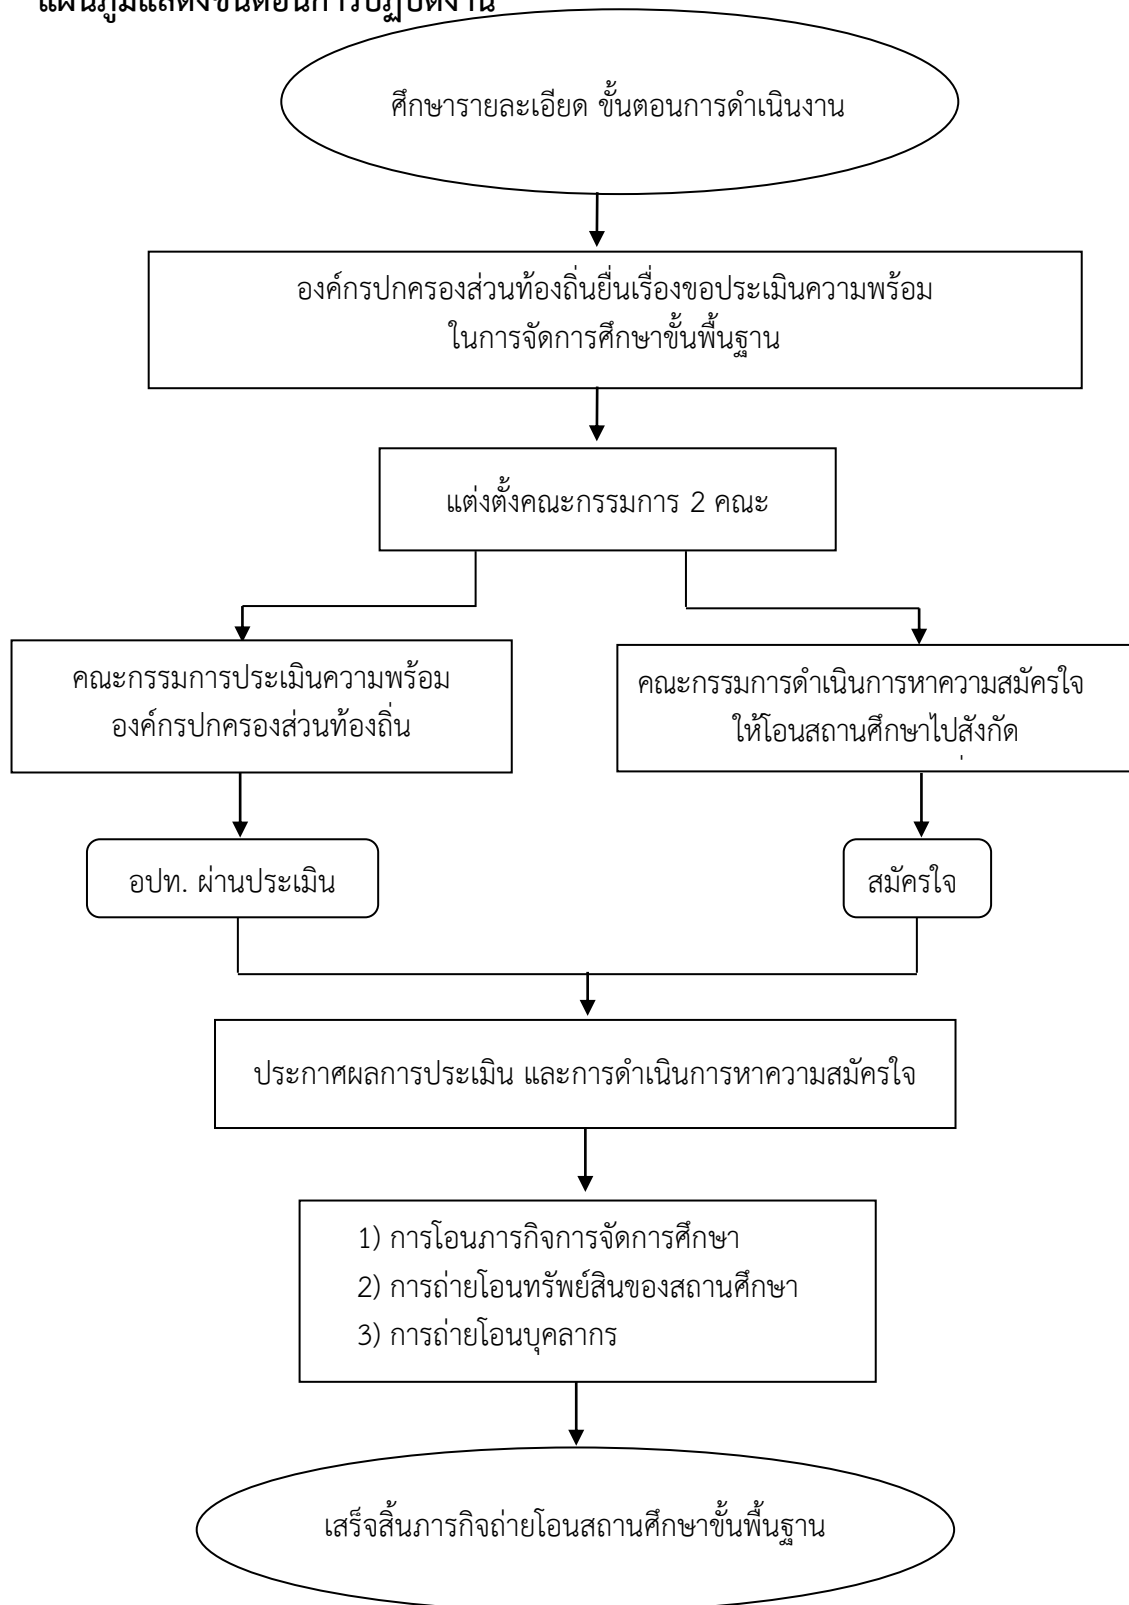 แผนภูมิแสดงขั้นตอนการปฏิบัติงาน
ศึกษารายละเอียด ขั้นตอนการดำเนินงาน
องค์กรปกครองส่วนท้องถิ่นยื่นเรื่องขอประเมินความพร้อม
ในการจัดการศึกษาขั้นพื้นฐาน
แต่งตั้งคณะกรรมการ 2 คณะ
คณะกรรมการประเมินความพร้อม
องค์กรปกครองส่วนท้องถิ่น
คณะกรรมการดำเนินการหาความสมัครใจ
ให้โอนสถานศึกษาไปสังกัด
อปท. ผ่านประเมิน
สมัครใจ
ประกาศผลการประเมิน และการดำเนินการหาความสมัครใจ
1) การโอนภารกิจการจัดการศึกษา
2) การถ่ายโอนทรัพย์สินของสถานศึกษา
3) การถ่ายโอนบุคลากร
เสร็จสิ้นภารกิจถ่ายโอนสถานศึกษาขั้นพื้นฐาน